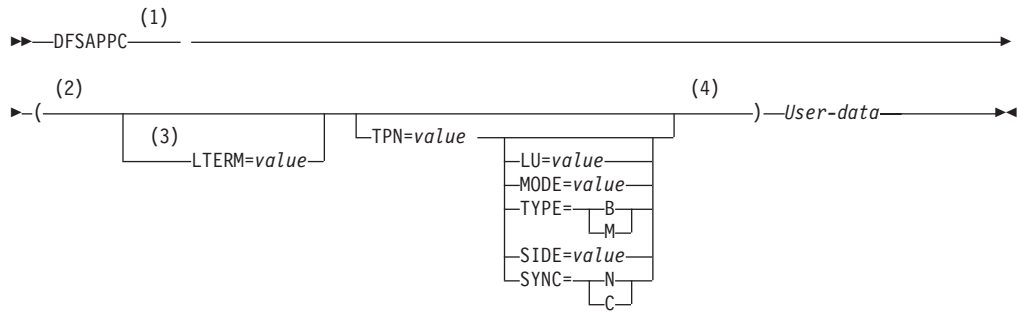 (1)
DFSAPPC
(2) (4)
( TPN=value ) User-data
(3)
LTERM=value LU=value
MODE=value
TYPE= B
M
SIDE=value
SYNC= N
C